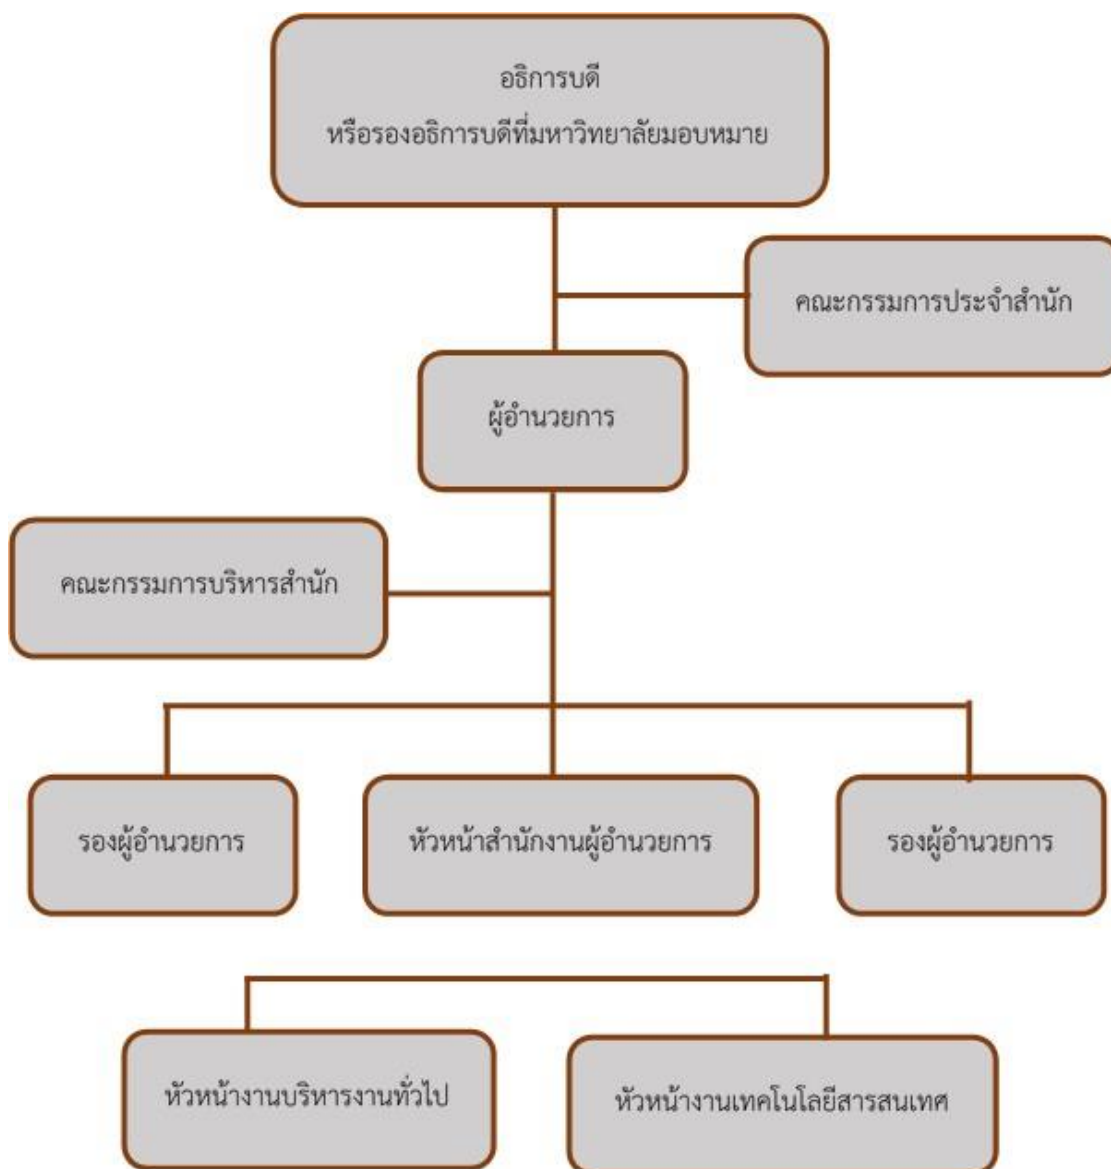 อธิการบดี
หรือรองอธิการบดีที่มหาวิทยาลัยมอบหมาย
คณะกรรมการประจำสำนัก
ผู้อำนวยการ
คณะกรรมการบริหารสำนัก
รองผู้อำนวยการ
หัวหน้าสำนักงานผู้อำนวยการ
รองผู้อำนวยการ
หัวหน้างานบริหารงานทั่วไป
หัวหน้างานเทคโนโลยีสารสนเทศ